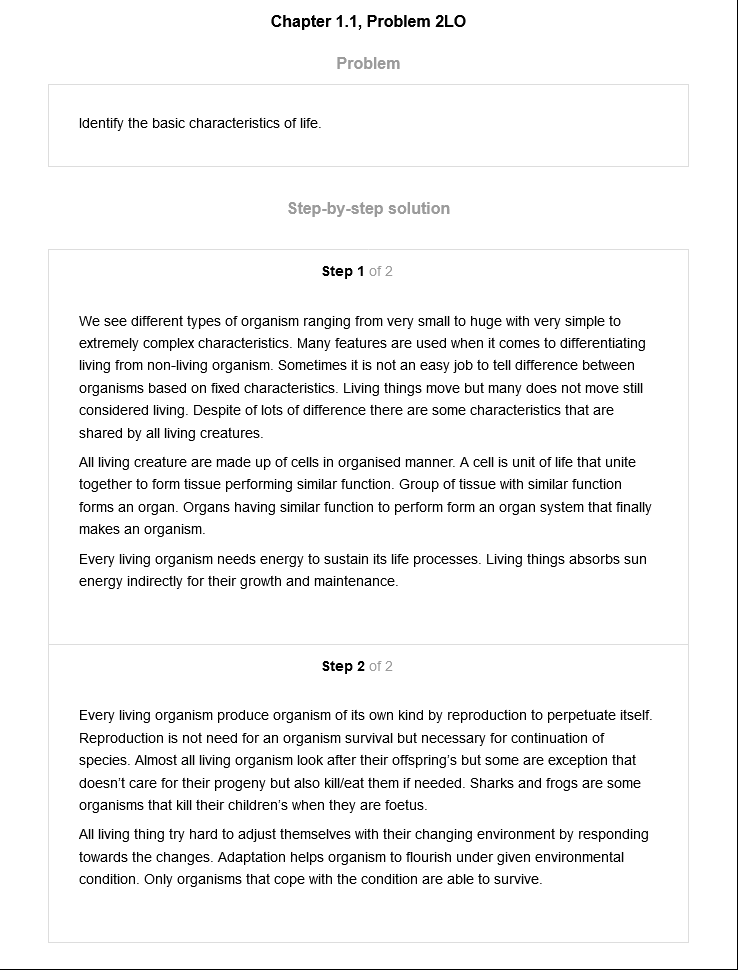 Chapter 1.1, Problem 2LO
Problem
Identify the basic characteristics of life.
Step-by-step solution
Step 1 of 2
We see different types of organism ranging from very small to huge with very simple to
extremely complex characteristics. Many features are used when it comes to differentiating
living from non-living organism. Sometimes it is not an easy job to tell difference between
organisms based on fixed characteristics. Living things move but many does not move still
considered living. Despite of lots of difference there are some characteristics that are
shared by all living creatures.
All living creature are made up of cells in organised manner. A cell is unit of life that unite
together to form tissue performing similar function. Group of tissue with similar function
forms an organ. Organs having similar function to perform form an organ system that finally
makes an organism.
Every living organism needs energy to sustain its life processes. Living things absorbs sun
energy indirectly for their growth and maintenance.
Step 2 of 2
Every living organism produce organism of its own kind by reproduction to perpetuate itself.
Reproduction is not need for an organism survival but necessary for continuation of
species. Almost all living organism look after their offspring’s but some are exception that
doesn’t care for their progeny but also kill/eat them if needed. Sharks and frogs are some
organisms that kill their children’s when they are foetus.
All living thing try hard to adjust themselves with their changing environment by responding
towards the changes. Adaptation helps organism to flourish under given environmental
condition. Only organisms that cope with the condition are able to survive.